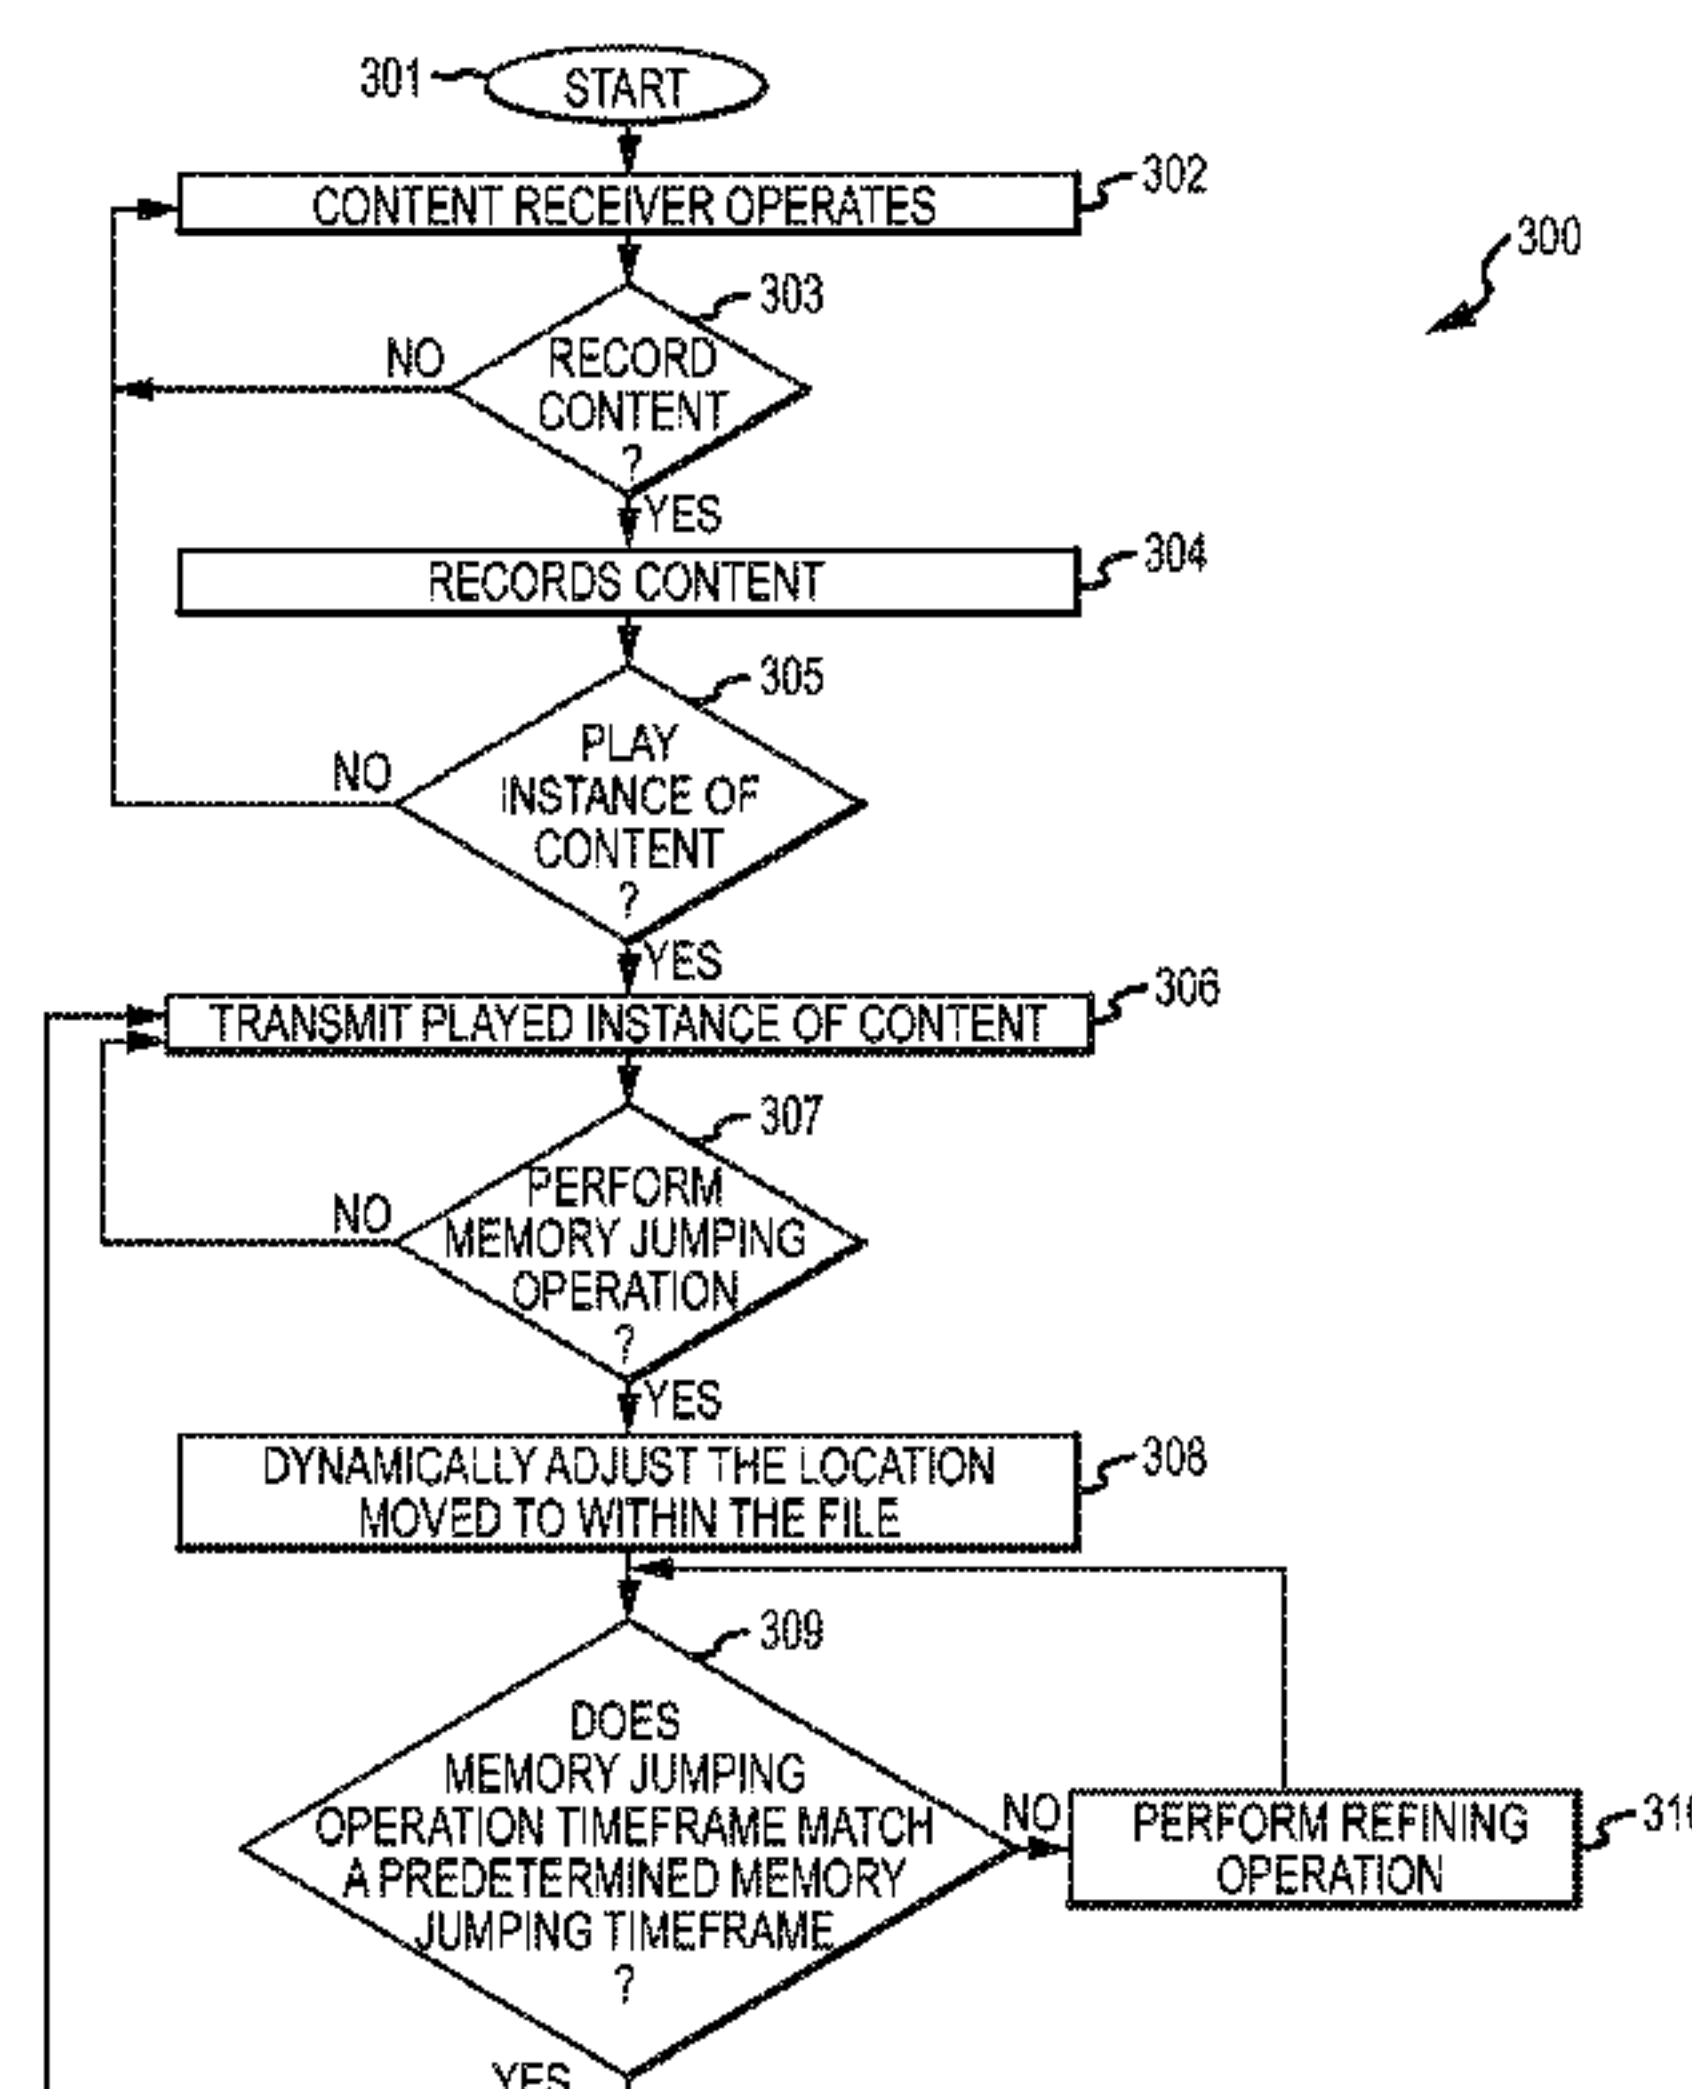 301
START
CONTENT RECEIVER OPERATES
302
300
303
NO
RECORD
CONTENT
?
YES
RECORDS CONTENT
304
305
PLAY
INSTANCE OF
CONTENT
?
NO
YES
TRANSMIT PLAYED INSTANCE OF CONTENT
306
307
PERFORM
MEMORY JUMPING
OPERATION
?
NO
YES
DYNAMICALLY ADJUST THE LOCATION
MOVED TO WITHIN THE FILE
308
309
DOES
MEMORY JUMPING
OPERATION TIMEFRAME MATCH
A PREDETERMINED MEMORY
JUMPING TIMEFRAME
?
NO
PERFORM REFINING
OPERATION
310
YES